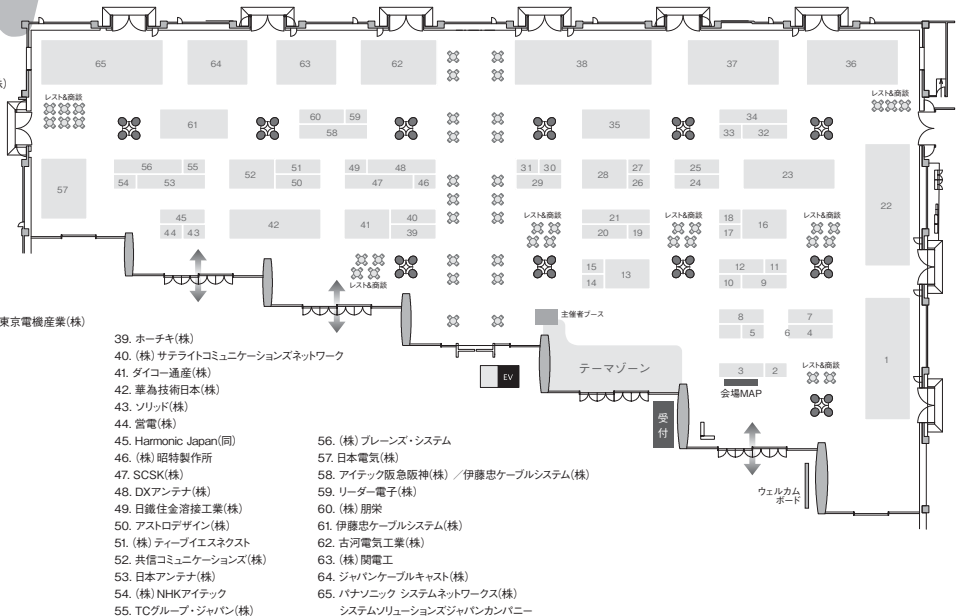 65
64
63
62
38
37
36
株)
レスト&商談
レスト&商談
61
60 59
58
35
34
33 32
56 55
54 53
52
51
50
49 48
47 46
31 30
29
28
27
26
25
24
23
57
22
45
44 43
42
41
40
39
レスト&商談
レスト&商談
レスト&商談
21
20 19
18
17
16
レスト&商談
15
14
13
12 11
10 9
主催者ブース
8
5
7
6 4
1
テーマゾーン
3 2
会場MAP
レスト&商談
EV
受付
ウェルカム
ボード
東京電機産業(株)
39. ホーチキ(株)
40. (株)サテライトコミュニケーションズネットワーク
41. ダイコー通産(株)
42. 華為技術日本(株)
43. ソリッド(株)
44. 営電(株)
45. Harmonic Japan(同)
46. (株)昭特製作所
47. SCSK(株)
48. DXアンテナ(株)
49. 日鐵住金溶接工業(株)
50. アストロデザイン(株)
51. (株)ティーブイエスネクスト
52. 共信コミュニケーションズ(株)
53. 日本アンテナ(株)
54. (株)NHKアイテック
55. TCグループ・ジャパン(株)
56. (株)ブレーンズ・システム
57. 日本電気(株)
58. アイテック阪急阪神(株)／伊藤忠ケーブルシステム(株)
59. リーダー電子(株)
60. (株)朋栄
61. 伊藤忠ケーブルシステム(株)
62. 古河電気工業(株)
63. (株)関電工
64. ジャパンケーブルキャスト(株)
65. パナソニック システムネットワークス(株)
システムソリューションズジャパンカンパニー